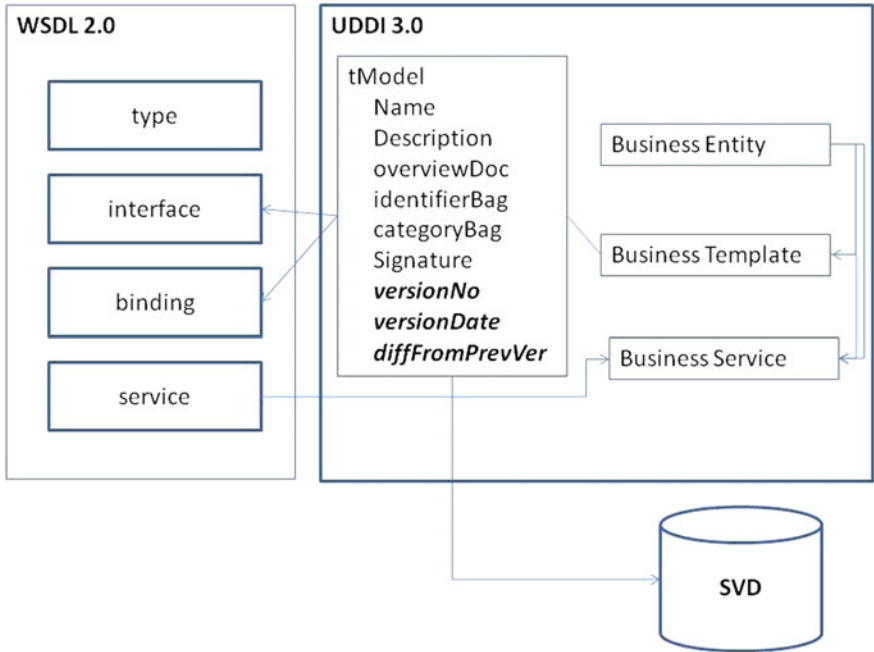 WSDL 2.0
type
interface
binding
service
UDDI 3.0
tModel
Name
Description
overviewDoc
identifierBag
categoryBag
Signature
versionNo
versionDate
diffFromPrevVer
Business Entity
Business Template
Business Service
SVD